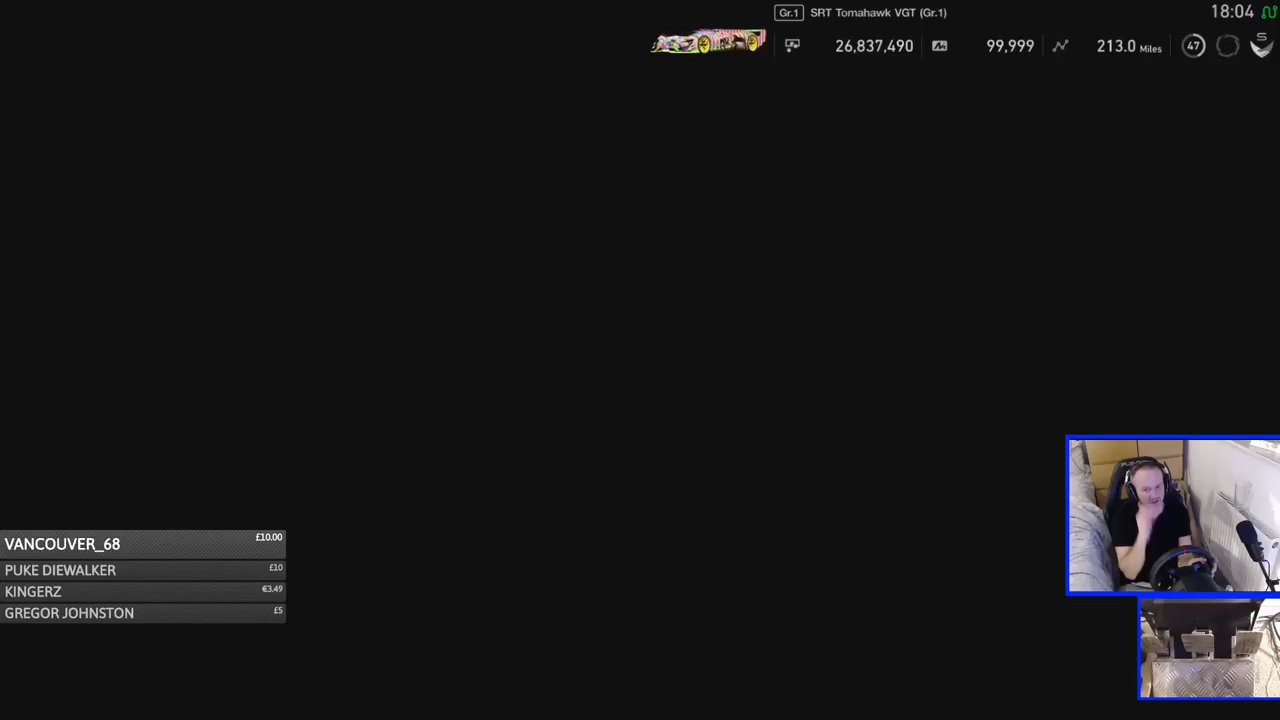 Gr.1 SRT Tomahawk VGT (Gr.1)
18:04
26,837,490 99,999 213.0 Miles 47 S
VANCOUVER_68 £10.00
PUKE DIEWALKER £10
KINGERZ €3.49
GREGOR JOHNSTON £5